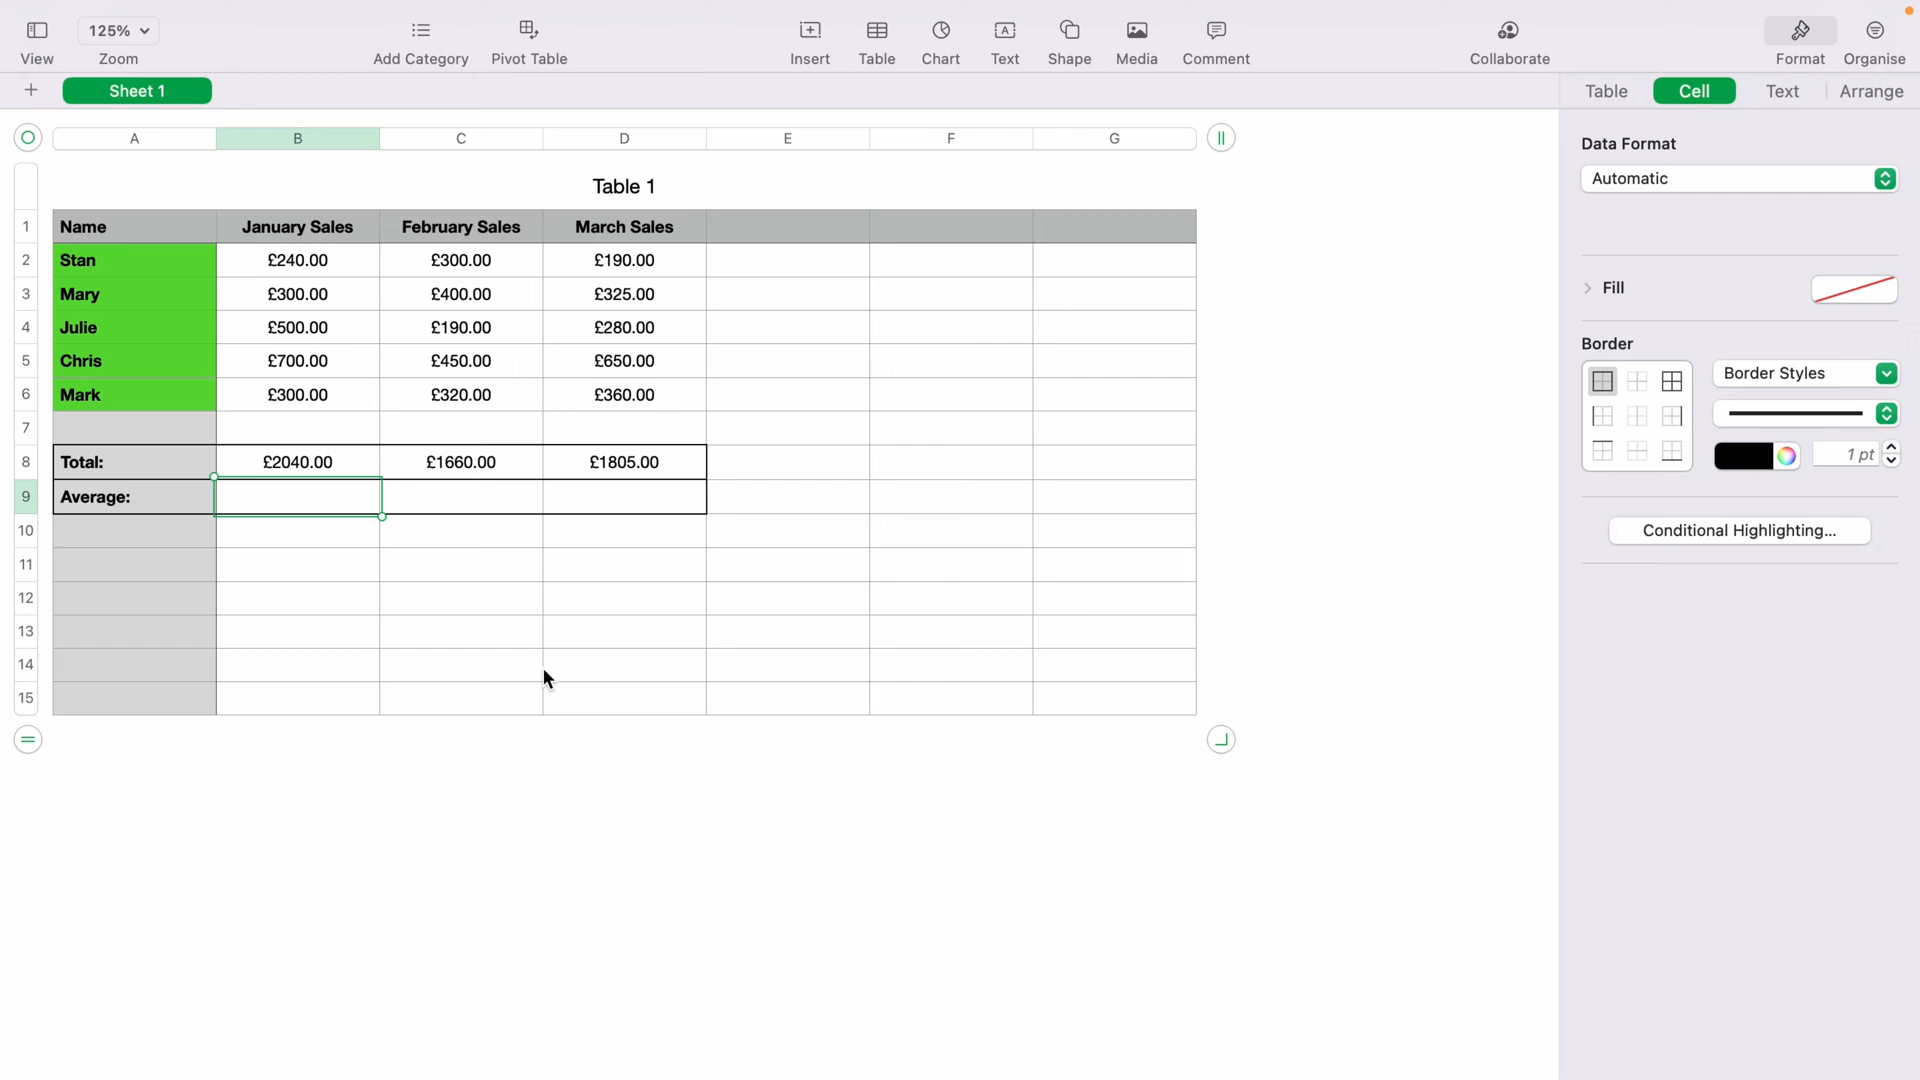 125%
View Zoom Add Category Pivot Table Insert Table Chart Text Shape Media Comment Collaborate Format Organise
Sheet 1
Table Cell Text Arrange
A B C D E F G
Table 1
1 Name January Sales February Sales March Sales
2 Stan £240.00 £300.00 £190.00
3 Mary £300.00 £400.00 £325.00
4 Julie £500.00 £190.00 £280.00
5 Chris £700.00 £450.00 £650.00
6 Mark £300.00 £320.00 £360.00
7
8 Total: £2040.00 £1660.00 £1805.00
9 Average:
10
11
12
13
14
15
Data Format
Automatic
Fill
Border
Border Styles
1 pt
Conditional Highlighting...